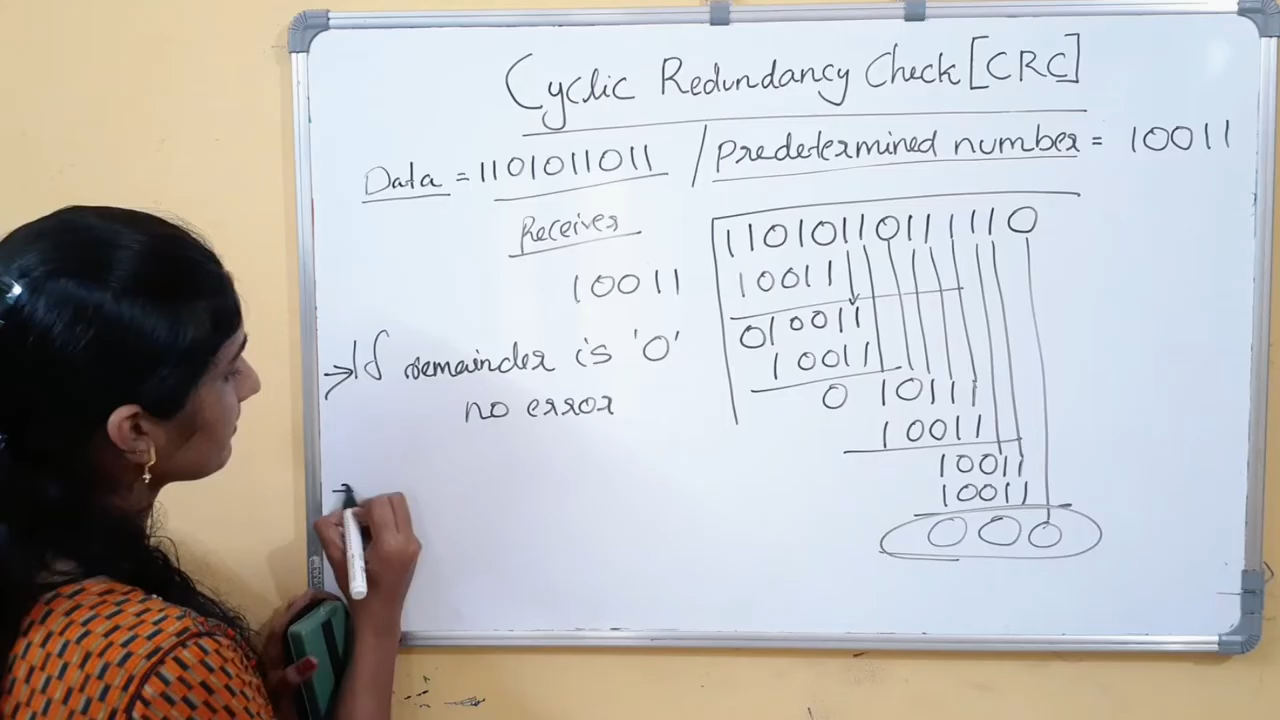 Cyclic Redundancy Check [CRC]
Data = 1101011011 / Predetermined number = 10011
Receiver
11010110111110
10011
10011
010011
10011
→ If remainder is '0'
no error
0 10111
10011
10011
10011
000